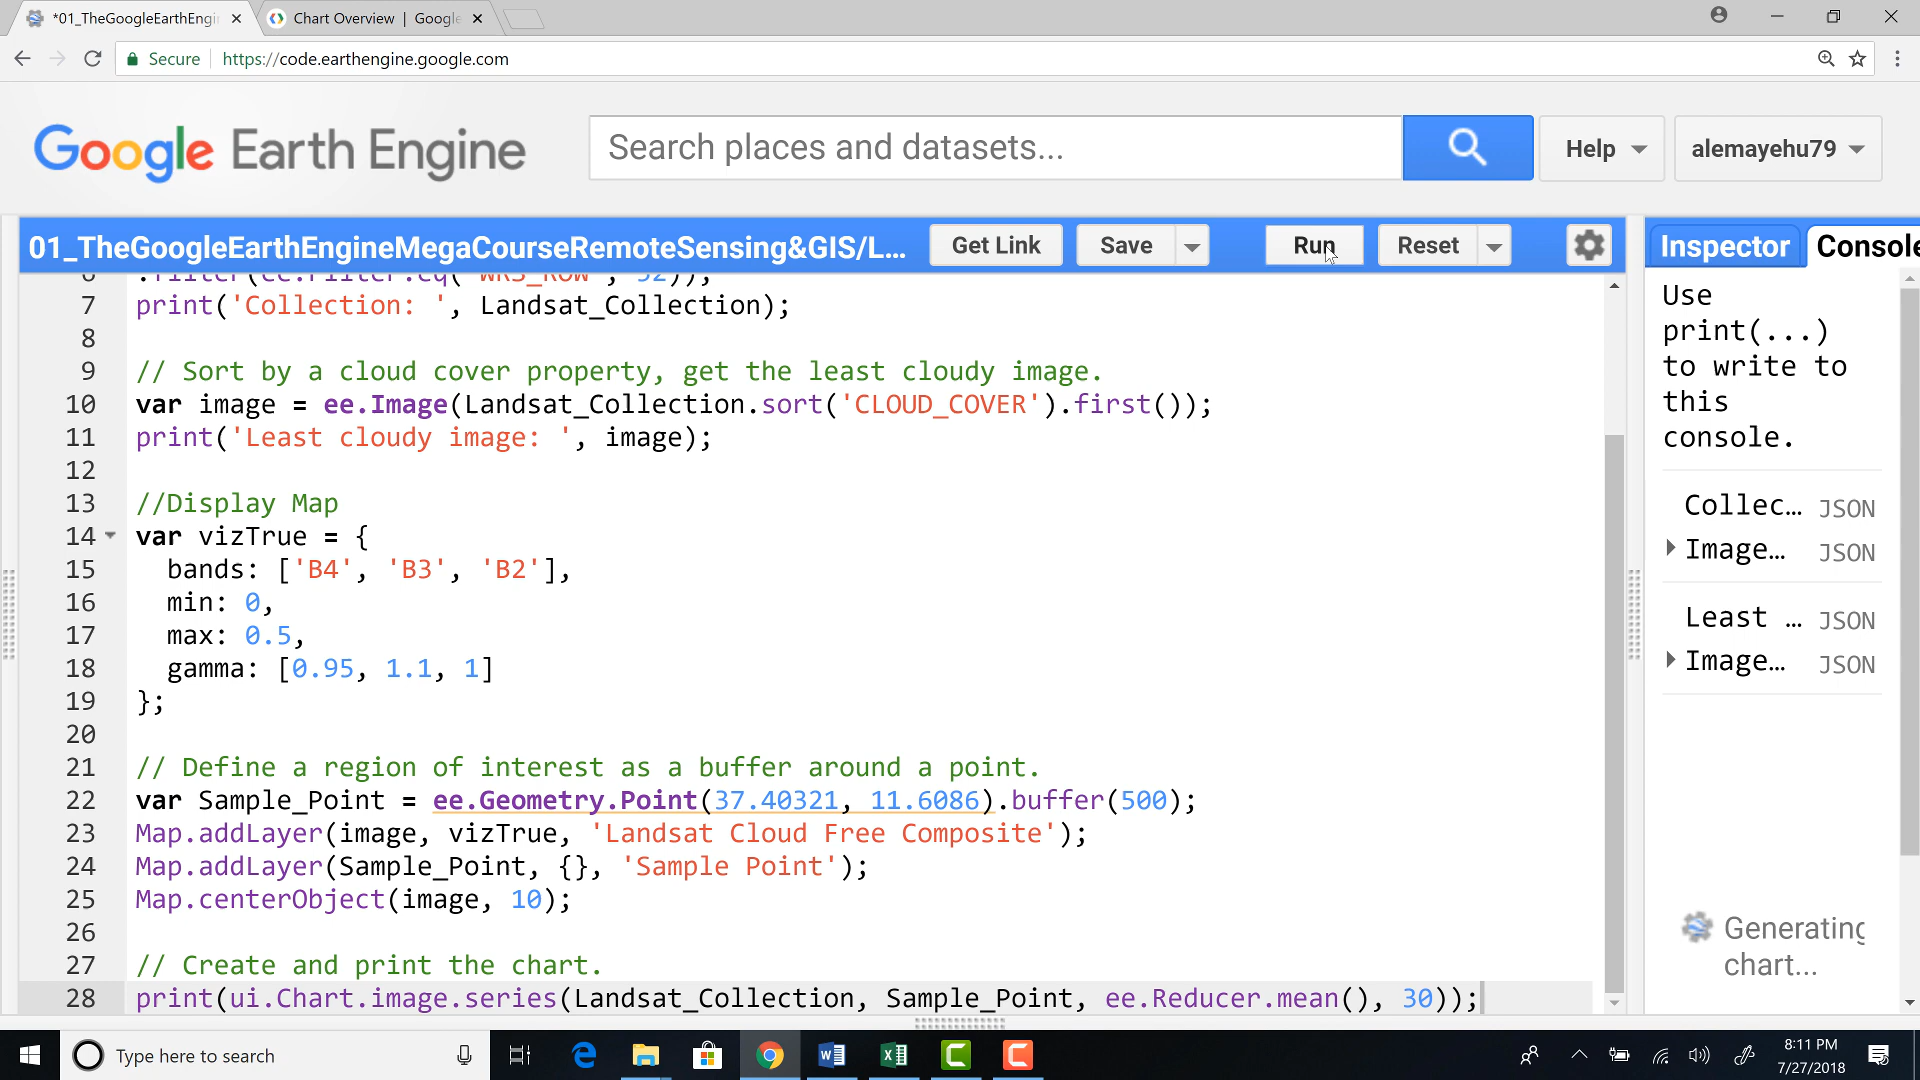 *01_TheGoogleEarthEngi
Chart Overview | Google
Secure
https://code.earthengine.google.com
Google Earth Engine
Search places and datasets...
Help
alemayehu79
01_TheGoogleEarthEngineMegaCourseRemoteSensing&GIS/L...
Get Link
Save
Run
Reset
Inspector
Console
6 .filter(ee.Filter.eq('WRS_ROW', 52));
7 print('Collection: ', Landsat_Collection);
8
9 // Sort by a cloud cover property, get the least cloudy image.
10 var image = ee.Image(Landsat_Collection.sort('CLOUD_COVER').first());
11 print('Least cloudy image: ', image);
12
13 //Display Map
14 var vizTrue = {
15 bands: ['B4', 'B3', 'B2'],
16 min: 0,
17 max: 0.5,
18 gamma: [0.95, 1.1, 1]
19 };
20
21 // Define a region of interest as a buffer around a point.
22 var Sample_Point = ee.Geometry.Point(37.40321, 11.6086).buffer(500);
23 Map.addLayer(image, vizTrue, 'Landsat Cloud Free Composite');
24 Map.addLayer(Sample_Point, {}, 'Sample Point');
25 Map.centerObject(image, 10);
26
27 // Create and print the chart.
28 print(ui.Chart.image.series(Landsat_Collection, Sample_Point, ee.Reducer.mean(), 30));
Use
print(...)
to write to
this
console.
Collec... JSON
Image... JSON
Least ... JSON
Image... JSON
Generating
chart...
Type here to search
8:11 PM
7/27/2018